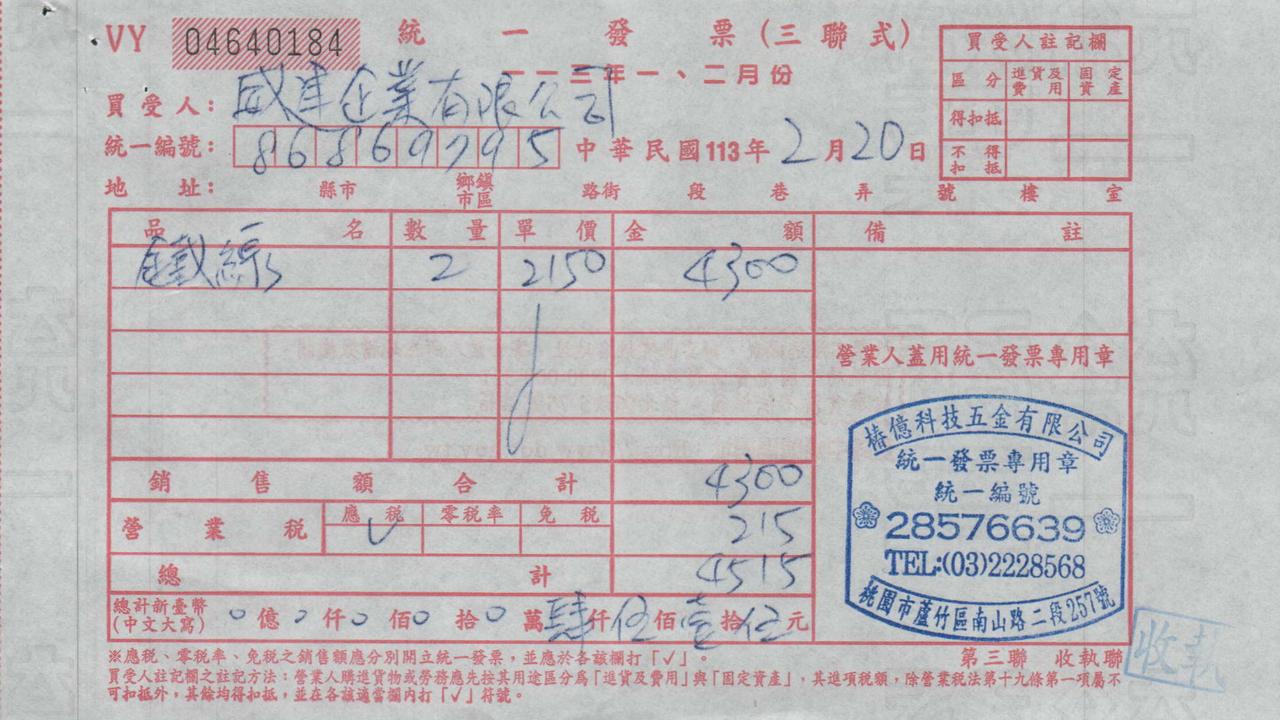 VY 04640184 統一發票(三聯式)
一一三年一、二月份
買受人註記欄
區分 進貨及費用 固定資產
得扣抵
不得扣抵
買受人:威聿企業有限公司
統一編號:86869795 中華民國113年2月20日
地址: 縣市 鄉鎮市區 路街 段 巷 弄 號 樓 室
品名 數量 單價 金額 備註
鐵線 2 2150 4300
營業人蓋用統一發票專用章
銷售額合計 4300
營業稅 應稅 V 零稅率 免稅 215
總計 4515
總計新臺幣(中文大寫) 0億0仟0佰0拾0萬肆仟伍佰壹拾伍元
椿億科技五金有限公司
統一發票專用章
統一編號
28576639
TEL:(03)2228568
桃園市蘆竹區南山路二段257號
※應稅、零稅率、免稅之銷售額應分別開立統一發票,並應於各該欄打「✓」。
第三聯 收執聯
收執
買受人註記欄之註記方法:營業人購進貨物或勞務應先按其用途區分為「進貨及費用」與「固定資產」,其進項稅額,除營業稅法第十九條第一項屬不
可扣抵外,其餘均得扣抵,並在各該適當欄內打「✓」符號。